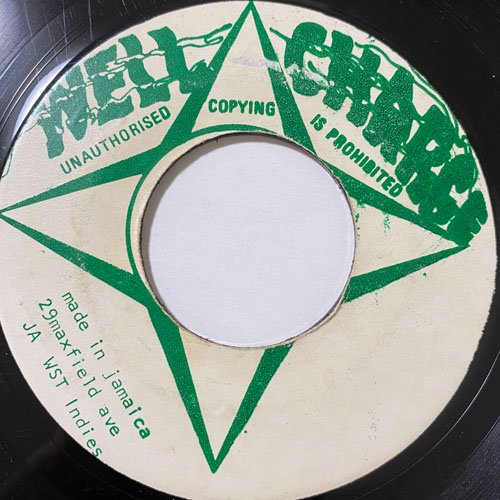 WELL CHARGE
UNAUTHORISED COPYING IS PROHIBITED
made in jamaica
29maxfield ave
JA WST Indies